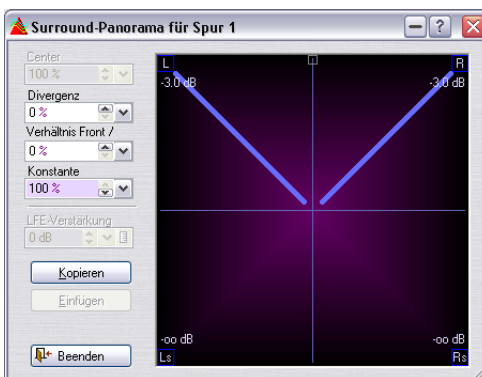 Surround-Panorama für Spur 1
?
Center
100 %
Divergenz
0 %
Verhältnis Front /
0 %
Konstante
100 %
LFE-Verstärkung
0 dB
Kopieren
Einfügen
Beenden
L
R
-3.0 dB
-3.0 dB
-oo dB
-oo dB
Ls
Rs